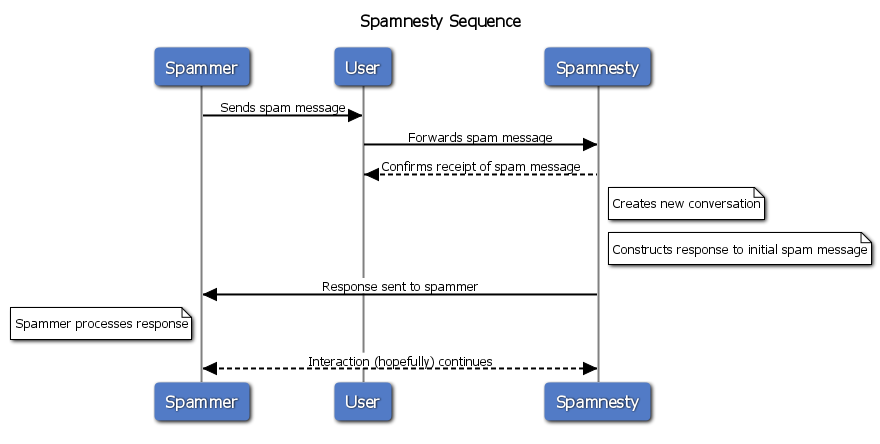 Spamnesty Sequence
Spammer
User
Spamnesty
Sends spam message
Forwards spam message
Confirms receipt of spam message
Creates new conversation
Constructs response to initial spam message
Response sent to spammer
Spammer processes response
Interaction (hopefully) continues
Spammer
User
Spamnesty